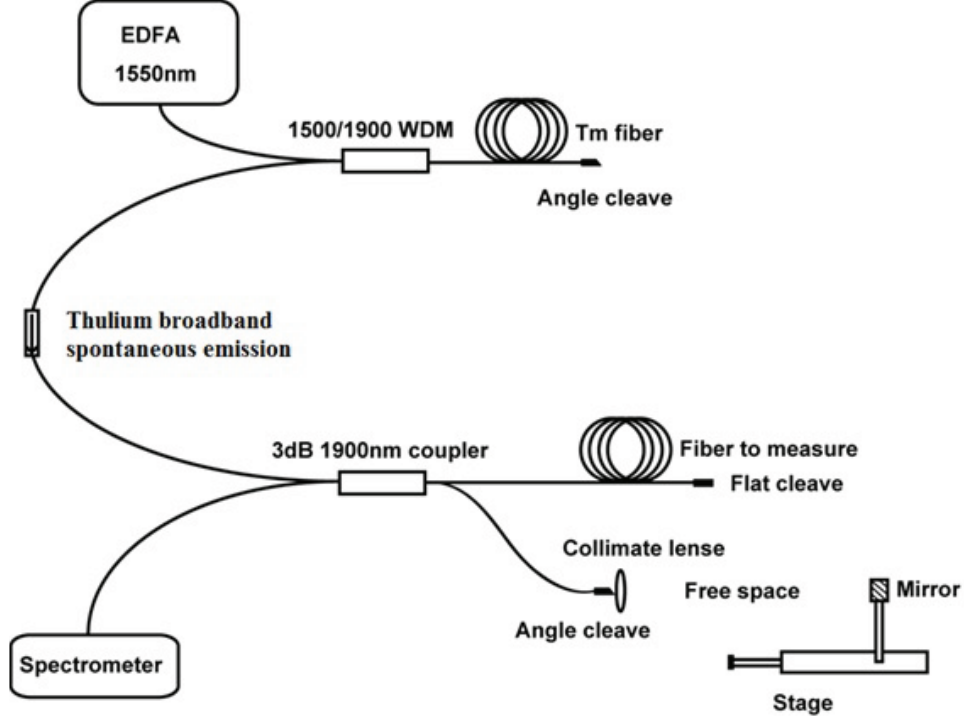 EDFA
1550nm
1500/1900 WDM
Tm fiber
Angle cleave
Thulium broadband
spontaneous emission
3dB 1900nm coupler
Fiber to measure
Flat cleave
Collimate lense
Free space
Mirror
Angle cleave
Spectrometer
Stage